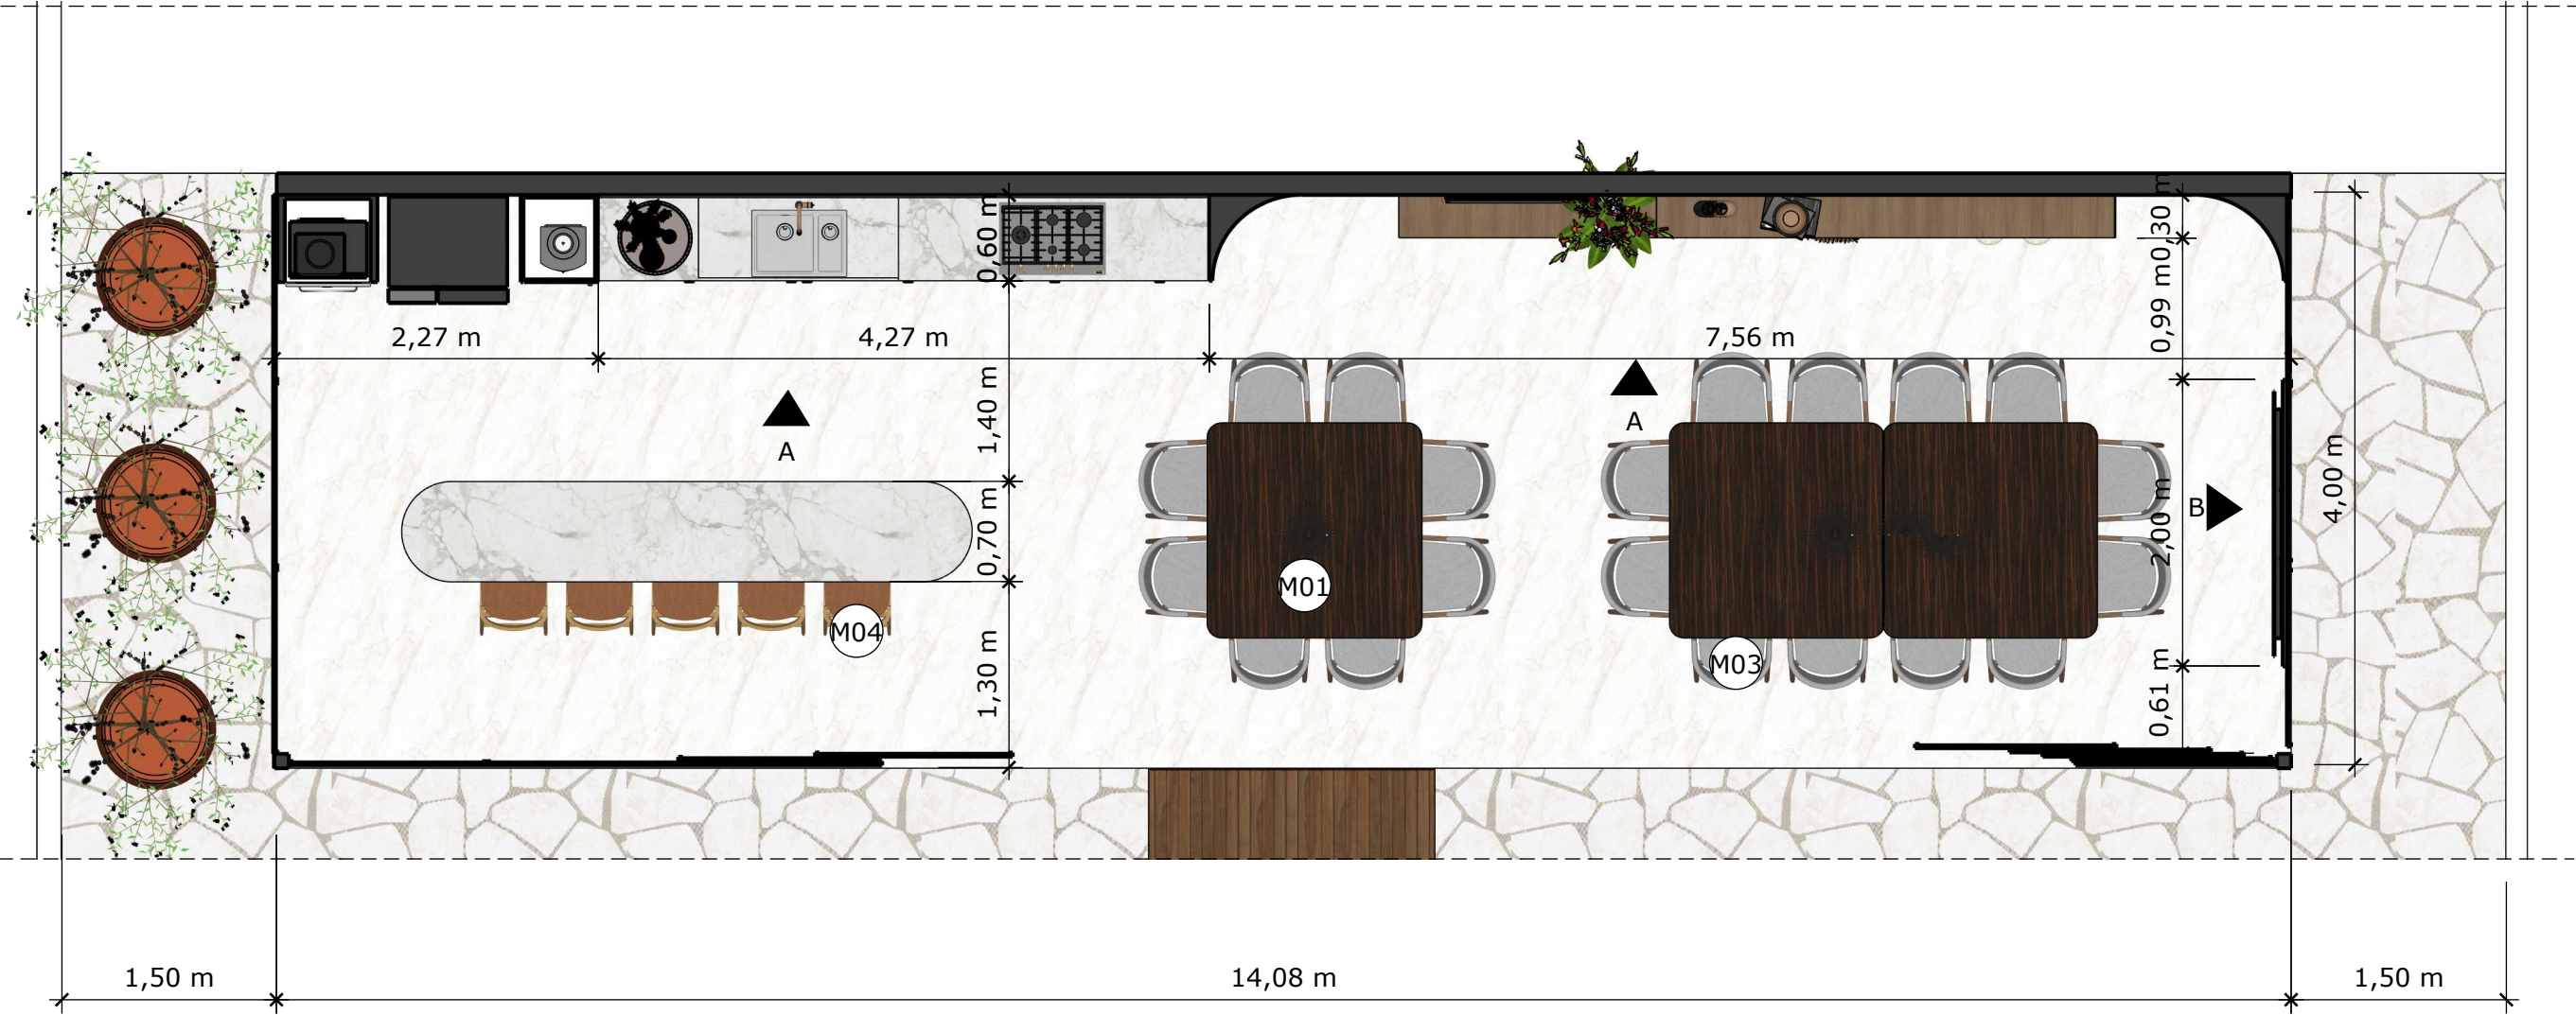 0,60 m
0,30 m
2,27 m
4,27 m
7,56 m
0,99 m
1,40 m
A
A
4,00 m
0,70 m
2,00 m
B
M01
M04
M03
1,30 m
0,61 m
1,50 m
14,08 m
1,50 m